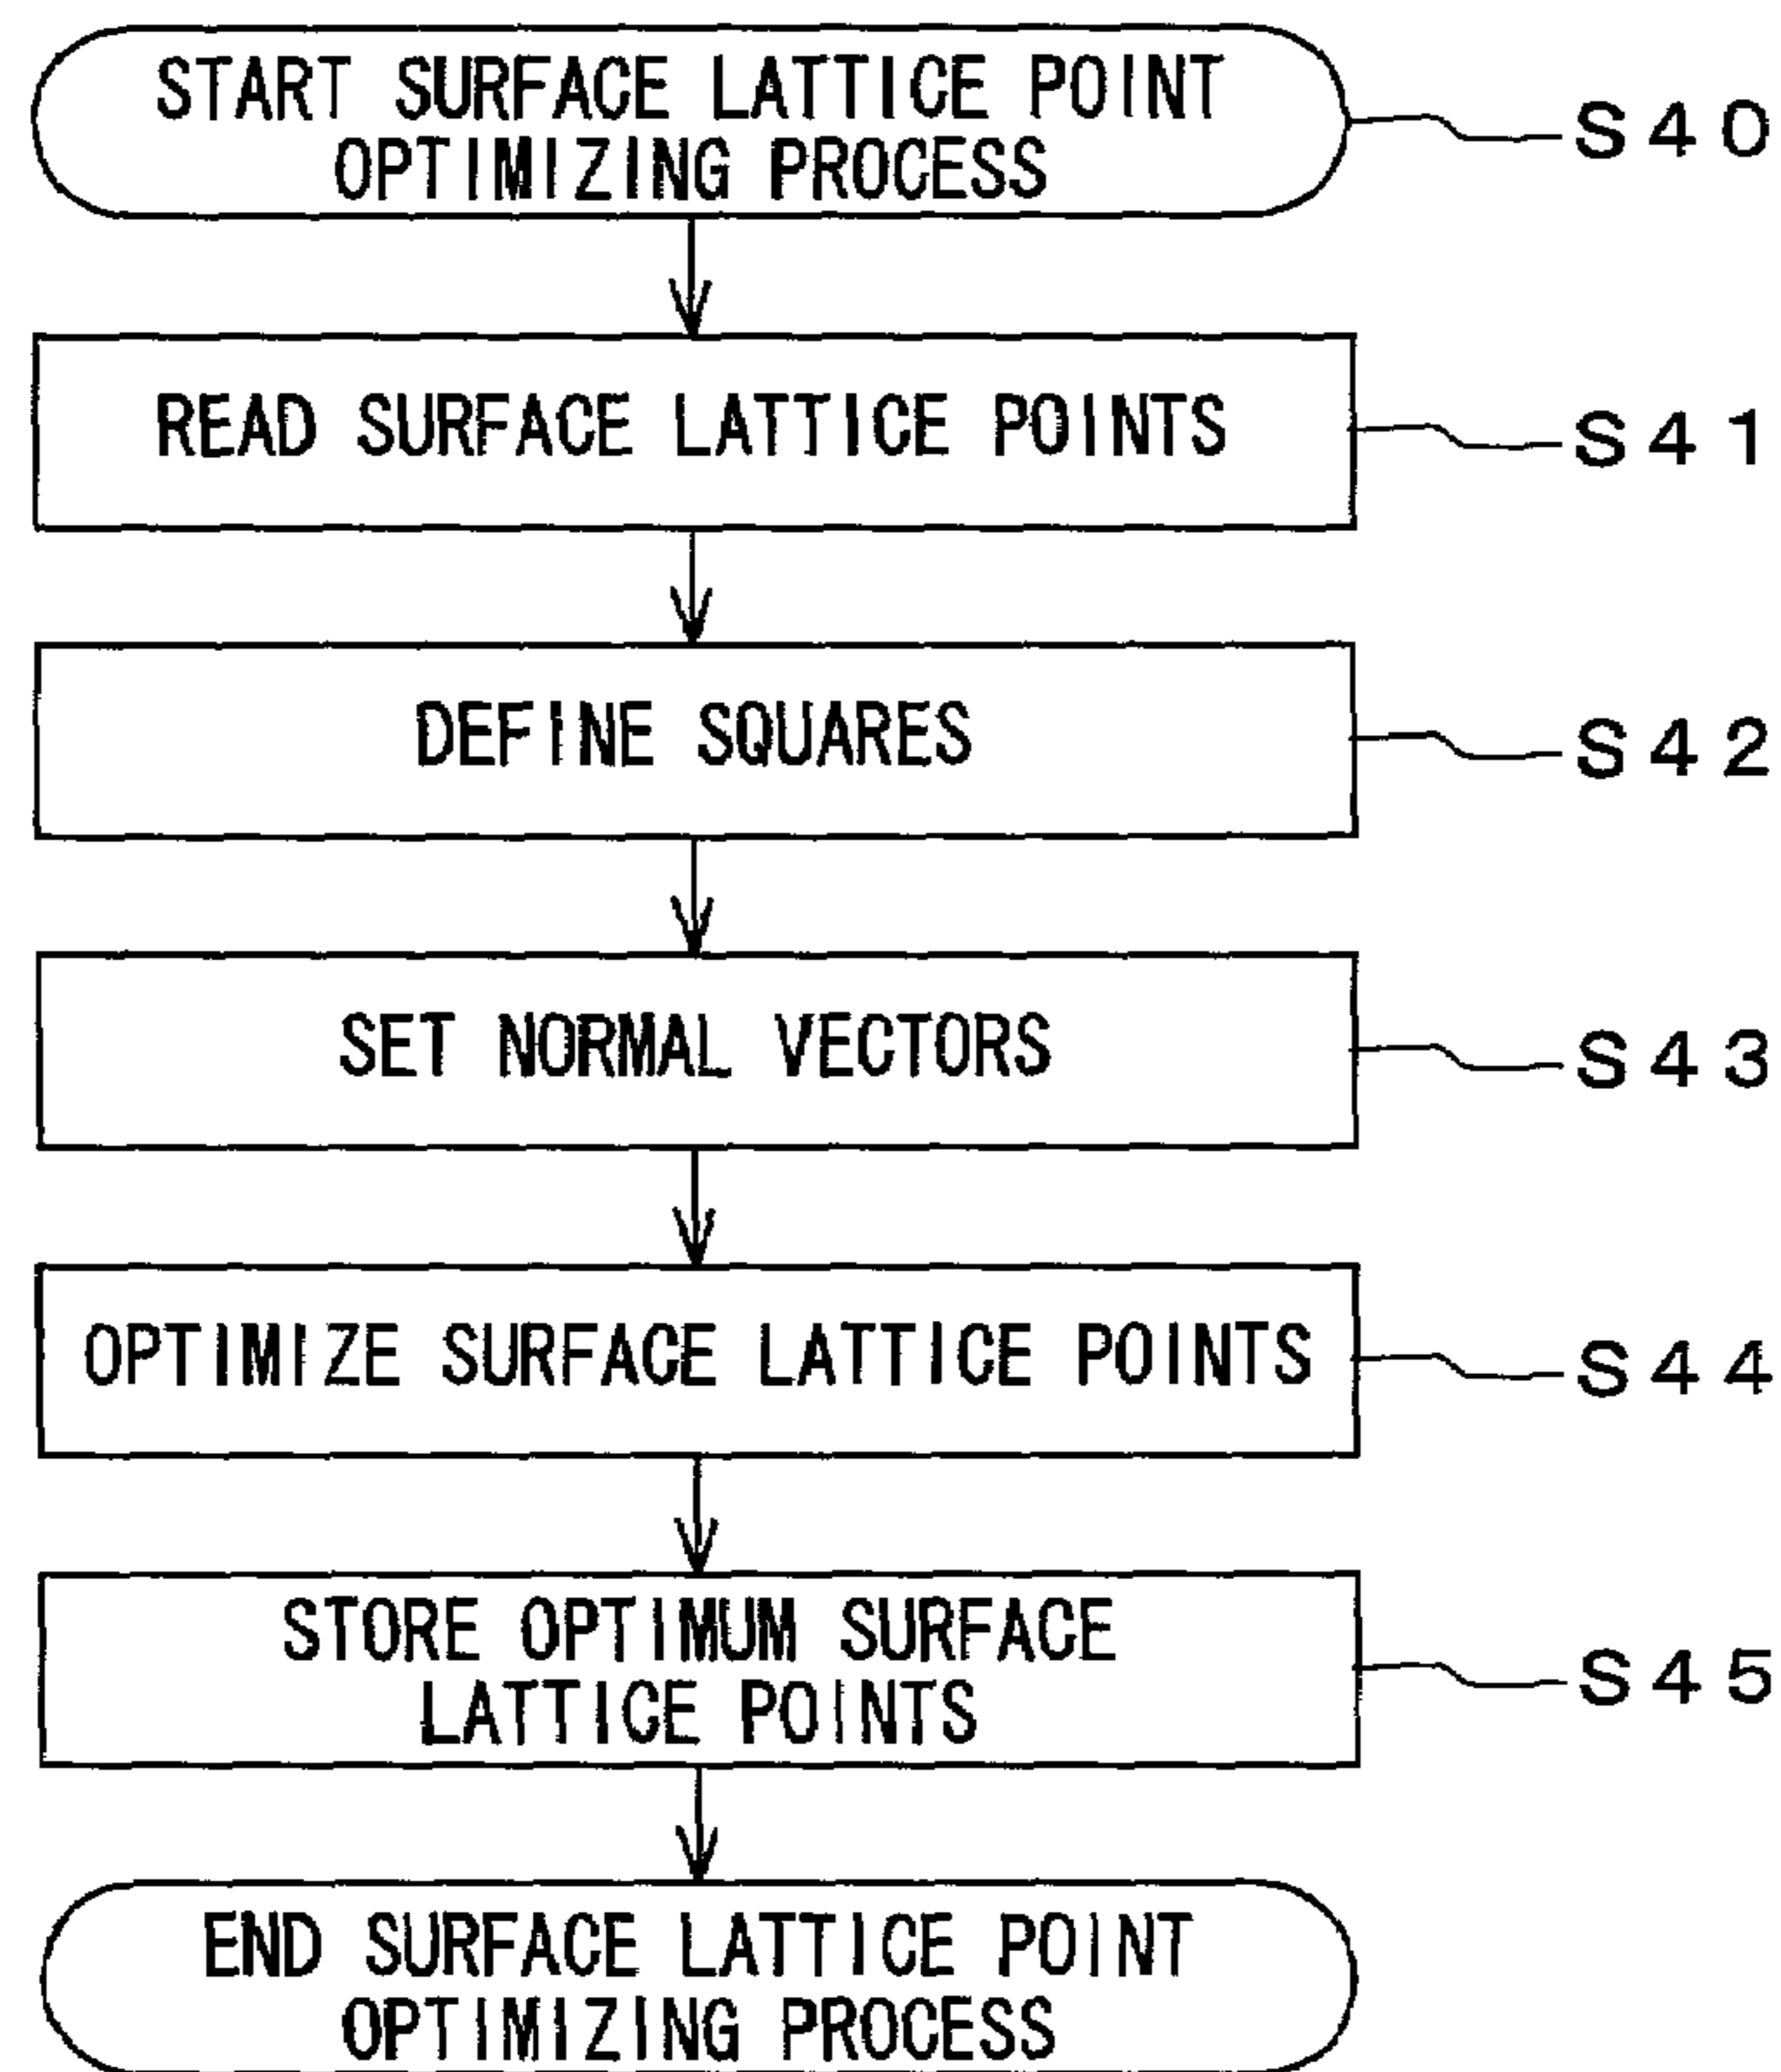 START SURFACE LATTICE POINT
OPTIMIZING PROCESS
S40
READ SURFACE LATTICE POINTS
S41
DEFINE SQUARES
S42
SET NORMAL VECTORS
S43
OPTIMIZE SURFACE LATTICE POINTS
S44
STORE OPTIMUM SURFACE
LATTICE POINTS
S45
END SURFACE LATTICE POINT
OPTIMIZING PROCESS